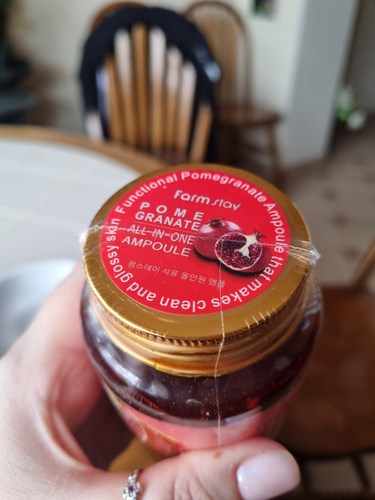 Functional Pomegranate Ampoule that makes clean and glossy skin
Farm stay
POME
GRANATE
ALL-IN-ONE
AMPOULE
팜스테이 석류 올인원 앰플